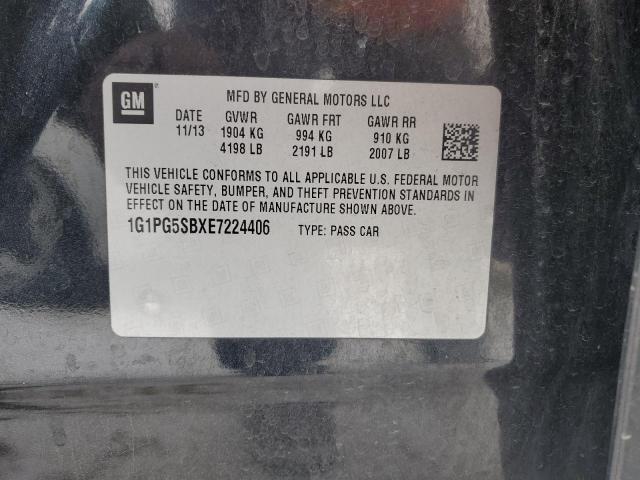 GM
MFD BY GENERAL MOTORS LLC
DATE GVWR GAWR FRT GAWR RR
11/13 1904 KG 994 KG 910 KG
4198 LB 2191 LB 2007 LB
THIS VEHICLE CONFORMS TO ALL APPLICABLE U.S. FEDERAL MOTOR
VEHICLE SAFETY, BUMPER, AND THEFT PREVENTION STANDARDS IN
EFFECT ON THE DATE OF MANUFACTURE SHOWN ABOVE.
1G1PG5SBXE7224406 TYPE: PASS CAR